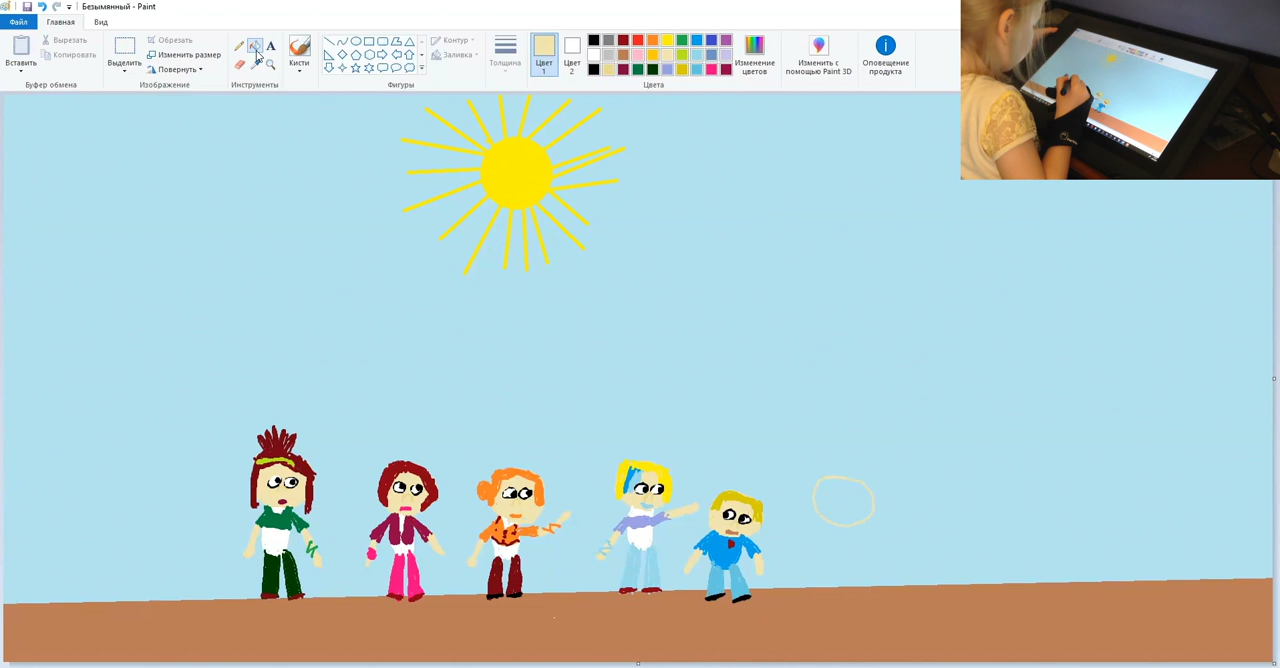 Безымянный - Paint
Файл Главная Вид
Вставить
Вырезать
Копировать
Буфер обмена
Выделить
Обрезать
Изменить размер
Повернуть
Изображение
A
Инструменты
Кисти
Контур
Заливка
Фигуры
Толщина
Цвет
1
Цвет
2
Изменение
цветов
Цвета
Изменить с
помощью Paint 3D
Оповещение
продукта